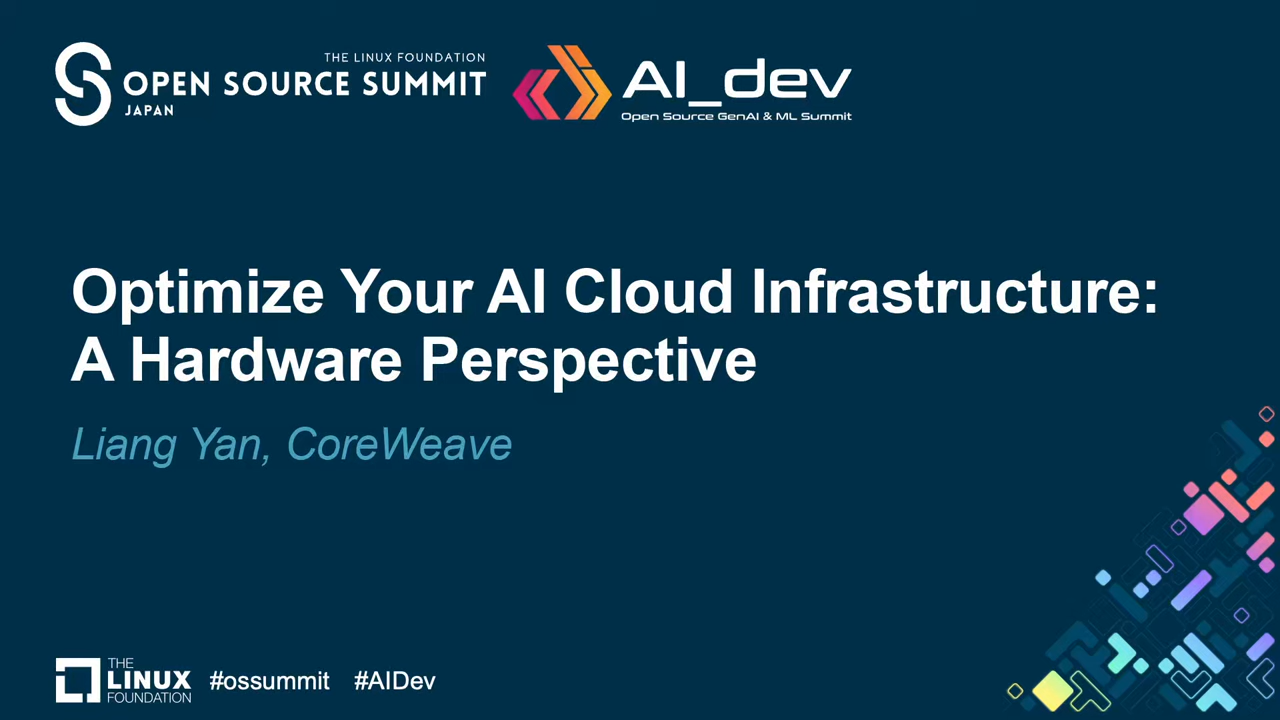 THE LINUX FOUNDATION
OPEN SOURCE SUMMIT
JAPAN
AI_dev
Open Source GenAI & ML Summit
Optimize Your AI Cloud Infrastructure:
A Hardware Perspective
Liang Yan, CoreWeave
THE
LINUX
FOUNDATION
#ossummit #AIDev